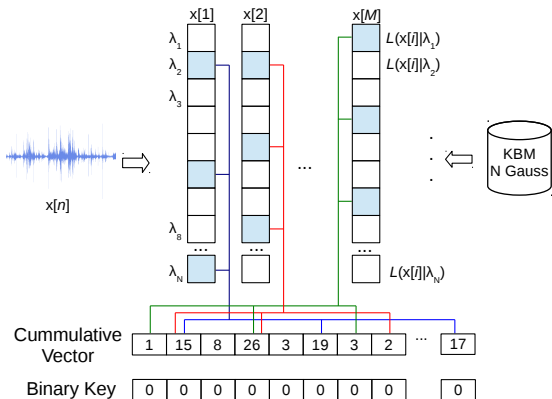 x[1] x[2] x[M]
λ1 L(x[i]|λ1)
λ2 L(x[i]|λ2)
λ3
... KBM
N Gauss
x[n]
λ8
... ... ...
λN L(x[i]|λN)
Cummulative
Vector 1 15 8 26 3 19 3 2 ... 17
Binary Key 0 0 0 0 0 0 0 0 0